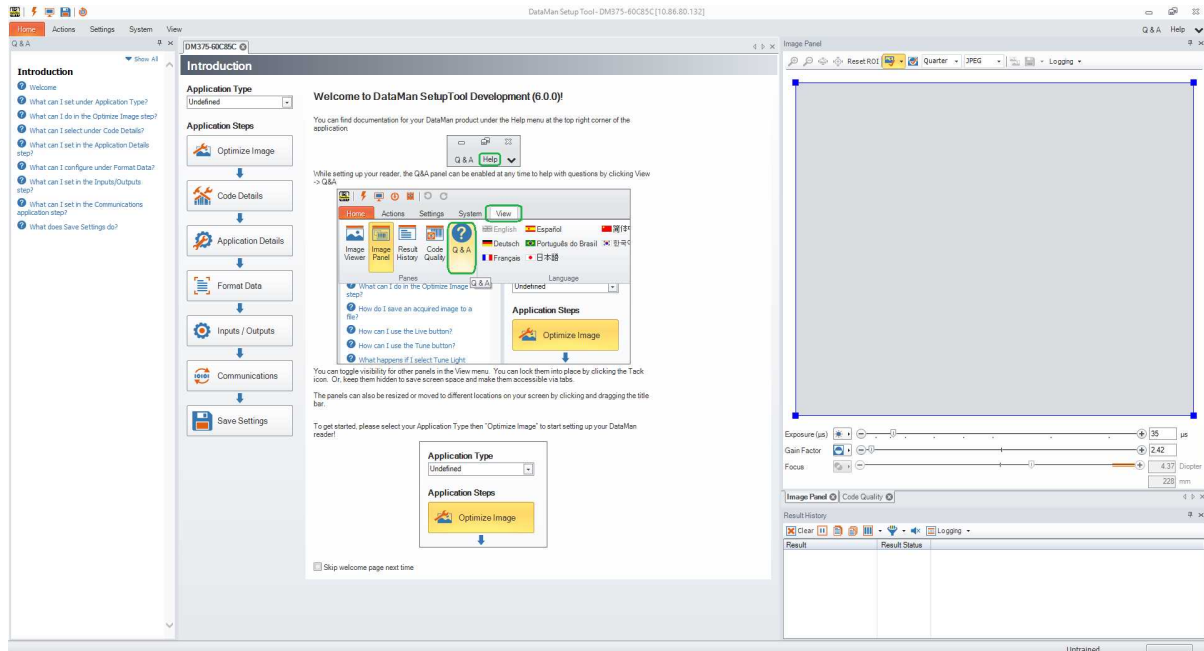 DataMan Setup Tool - DM375-60C85C [10.86.80.132]
Home Actions Settings System View
Q & A Help
Q & A
Show All
Introduction
Welcome
What can I set under Application Type?
What can I do in the Optimize Image step?
What can I select under Code Details?
What can I set in the Application Details
step?
What can I configure under Format Data?
What can I set in the Inputs/Outputs
step?
What can I set in the Communications
application step?
What does Save Settings do?
DM375-60C85C
Introduction
Application Type
Undefined
Application Steps
Optimize Image
Code Details
Application Details
Format Data
Inputs / Outputs
Communications
Save Settings
Welcome to DataMan SetupTool Development (6.0.0)!
You can find documentation for your DataMan product under the Help menu at the top right corner of the
application.
Q & A Help
While setting up your reader, the Q&A panel can be enabled at any time to help with questions by clicking View
-> Q&A
Home Actions Settings System View
Image
Viewer
Image
Panel
Result
History
Code
Quality
Q & A
English Español
Deutsch Português do Brasil
Français 日本語
Panes Language
Q & A
What can I do in the Optimize Image
step?
How do I save an acquired image to a
file?
How can I use the Live button?
How can I use the Tune button?
What happens if I select Tune Light
Undefined
Application Steps
Optimize Image
You can toggle visibility for other panels in the View menu. You can lock them into place by clicking the Tack
icon. Or, keep them hidden to save screen space and make them accessible via tabs.
The panels can also be resized or moved to different locations on your screen by clicking and dragging the title
bar.
To get started, please select your Application Type then "Optimize Image" to start setting up your DataMan
reader!
Application Type
Undefined
Application Steps
Optimize Image
Skip welcome page next time
Image Panel
Reset ROI Quarter JPEG Logging
Exposure (µs) 35 µs
Gain Factor 2.42
Focus 4.37 Diopter
228 mm
Image Panel Code Quality
Result History
Clear Logging
Result Result Status
Untrained